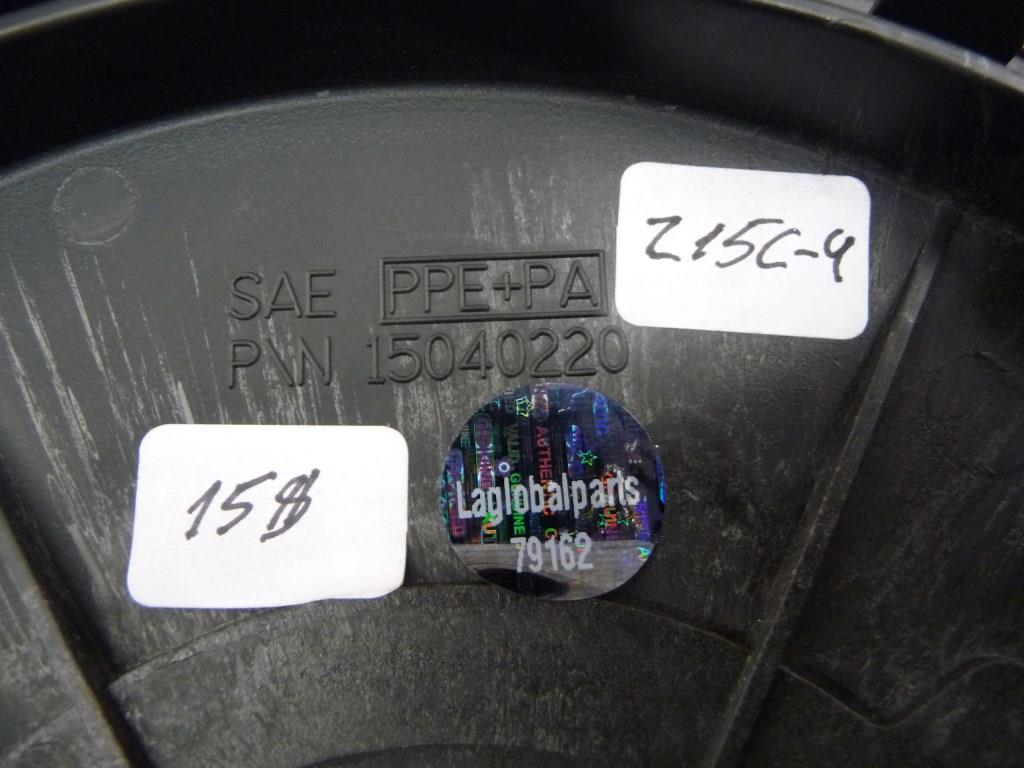 SAE PPE+PA
P\N 15040220
Z15C-4
15$
Laglobalparts
79162